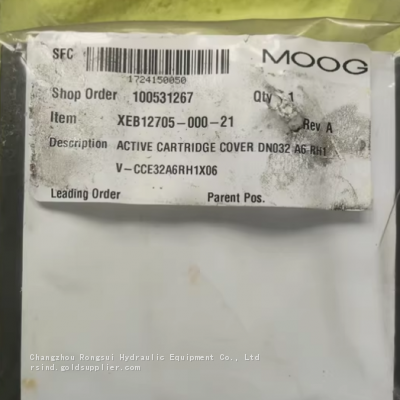 SFC
MOOG
1724150050
Shop Order 100531267 Qty 1
Item XEB12705-000-21 Rev A
Description ACTIVE CARTRIDGE COVER DN032 A6 RH1
V-CCE32A6RH1X06
Leading Order Parent Pos.
Changzhou Rongsui Hydraulic Equipment Co., Ltd
rsind.goldsupplier.com